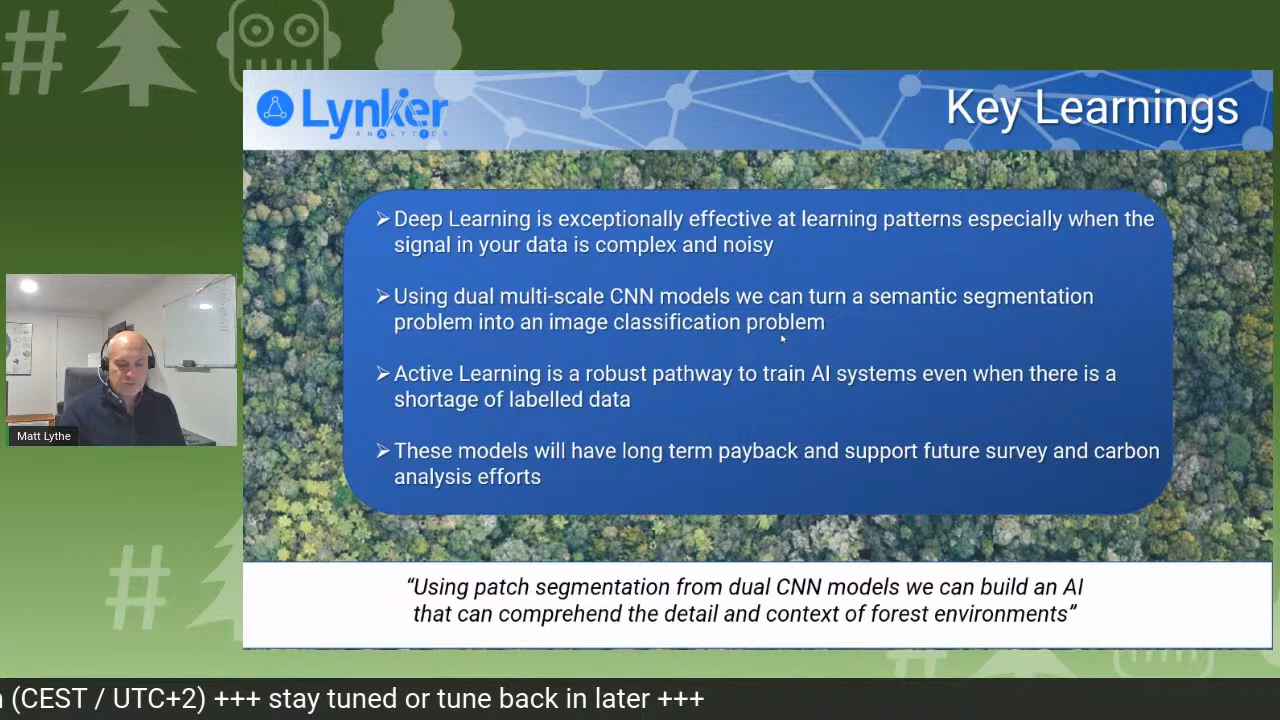 #
Lynker
ANALYTICS
Key Learnings
➢Deep Learning is exceptionally effective at learning patterns especially when the
signal in your data is complex and noisy
➢Using dual multi-scale CNN models we can turn a semantic segmentation
problem into an image classification problem
➢Active Learning is a robust pathway to train AI systems even when there is a
shortage of labelled data
➢These models will have long term payback and support future survey and carbon
analysis efforts
Matt Lythe
#
“Using patch segmentation from dual CNN models we can build an AI
that can comprehend the detail and context of forest environments”
(CEST / UTC+2) +++ stay tuned or tune back in later +++